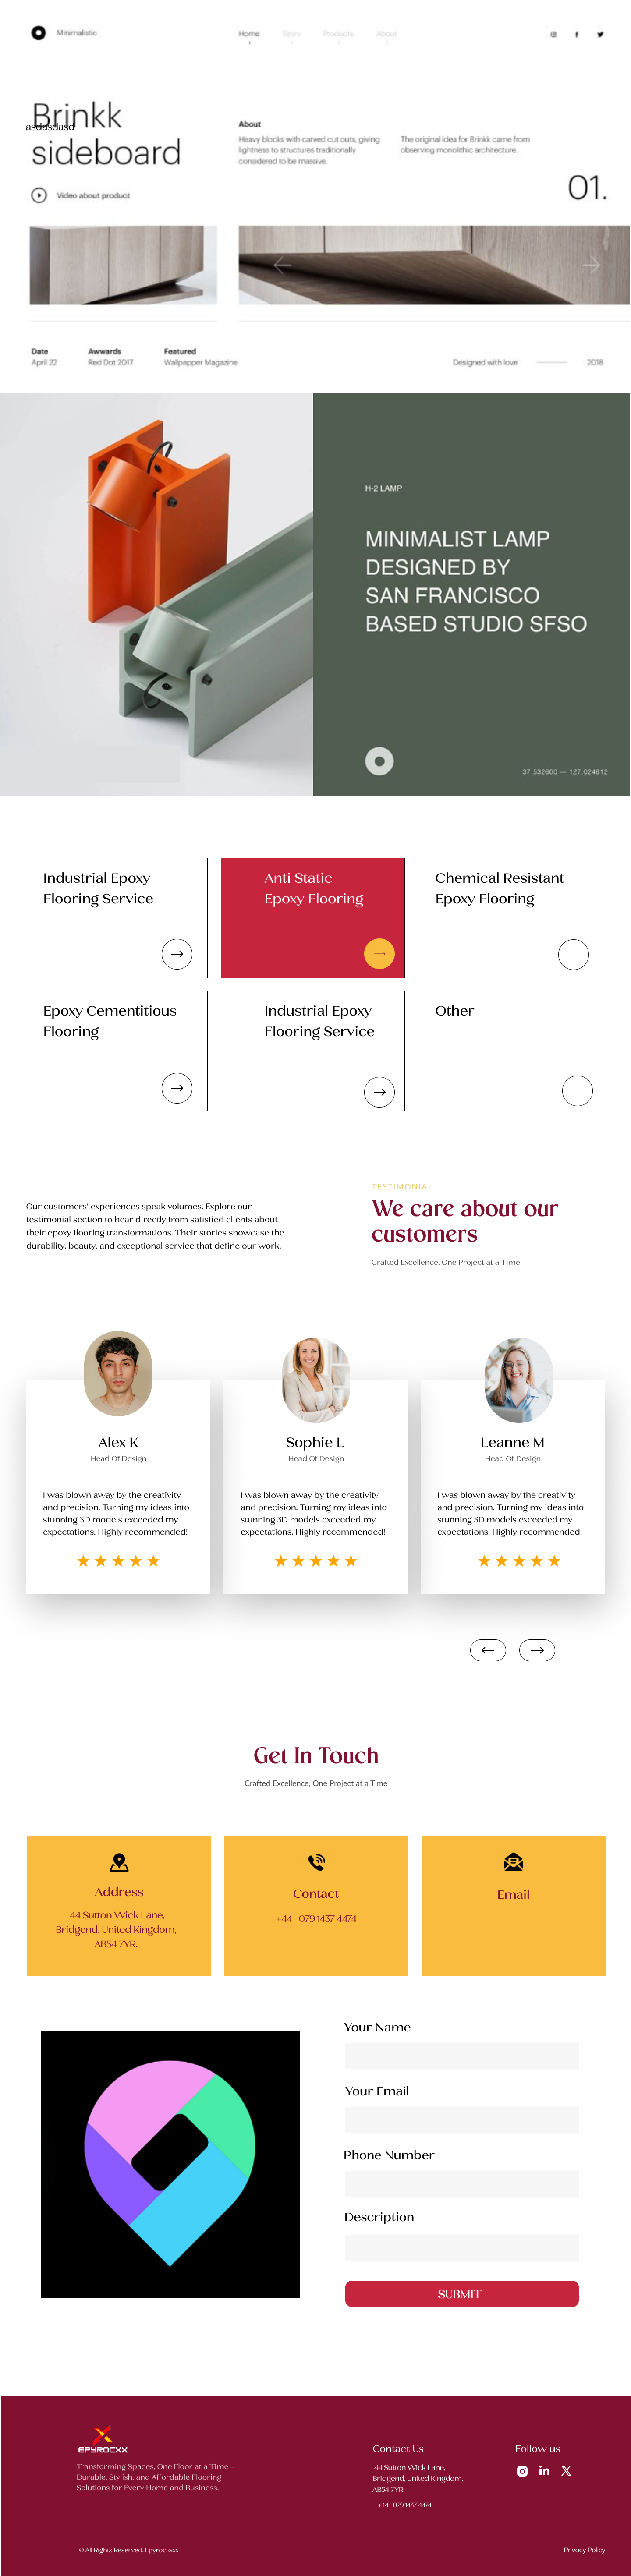 Minimalistic
Home Story Products About
Brinkk
asdasdasd
sideboard
Video about product
About
Heavy blocks with carved cut outs, giving
lightness to structures traditionally
considered to be massive.
The original idea for Brinkk came from
observing monolithic architecture.
01.
Date
April 22
Awwards
Red Dot 2017
Featured
Wallpapper Magazine
Designed with love
2018
H-2 LAMP
MINIMALIST LAMP
DESIGNED BY
SAN FRANCISCO
BASED STUDIO SFSO
37.532600 — 127.024612
Industrial Epoxy
Flooring Service
Anti Static
Epoxy Flooring
Chemical Resistant
Epoxy Flooring
Epoxy Cementitious
Flooring
Industrial Epoxy
Flooring Service
Other
Our customers' experiences speak volumes. Explore our
testimonial section to hear directly from satisfied clients about
their epoxy flooring transformations. Their stories showcase the
durability, beauty, and exceptional service that define our work.
TESTIMONIAL
We care about our
customers
Crafted Excellence, One Project at a Time
Alex K
Head Of Design
I was blown away by the creativity
and precision. Turning my ideas into
stunning 3D models exceeded my
expectations. Highly recommended!
Sophie L
Head Of Design
I was blown away by the creativity
and precision. Turning my ideas into
stunning 3D models exceeded my
expectations. Highly recommended!
Leanne M
Head Of Design
I was blown away by the creativity
and precision. Turning my ideas into
stunning 3D models exceeded my
expectations. Highly recommended!
Get In Touch
Crafted Excellence, One Project at a Time
Address
44 Sutton Wick Lane,
Bridgend, United Kingdom,
AB54 7YR.
Contact
+44 079 1437 4474
Email
Your Name
Your Email
Phone Number
Description
SUBMIT
EPYROCXX
Transforming Spaces, One Floor at a Time –
Durable, Stylish, and Affordable Flooring
Solutions for Every Home and Business.
Contact Us
44 Sutton Wick Lane,
Bridgend, United Kingdom,
AB54 7YR.
+44 079 1437 4474
Follow us
© All Rights Reserved. Epyrockxxx
Privacy Policy